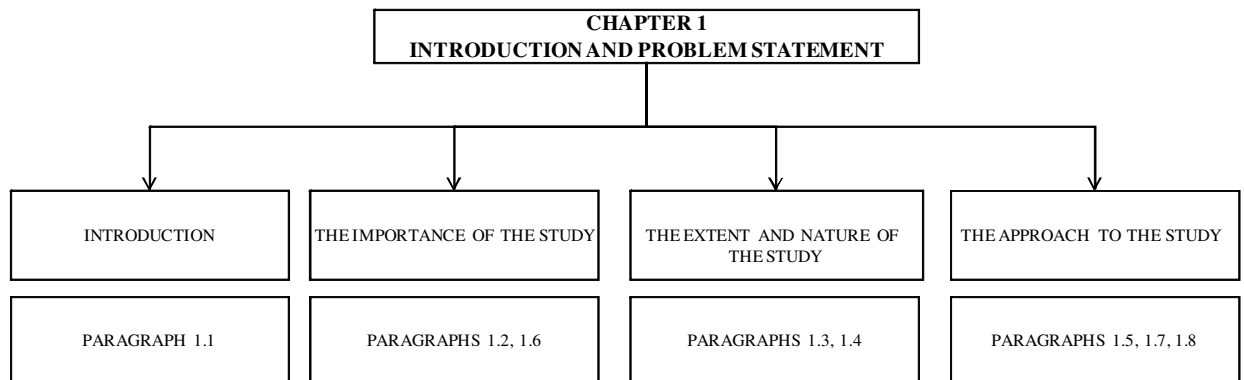 CHAPTER 1
INTRODUCTION AND PROBLEM STATEMENT
INTRODUCTION
THE IMPORTANCE OF THE STUDY
THE EXTENT AND NATURE OF
THE STUDY
THE APPROACH TO THE STUDY
PARAGRAPH 1.1
PARAGRAPHS 1.2, 1.6
PARAGRAPHS 1.3, 1.4
PARAGRAPHS 1.5, 1.7, 1.8